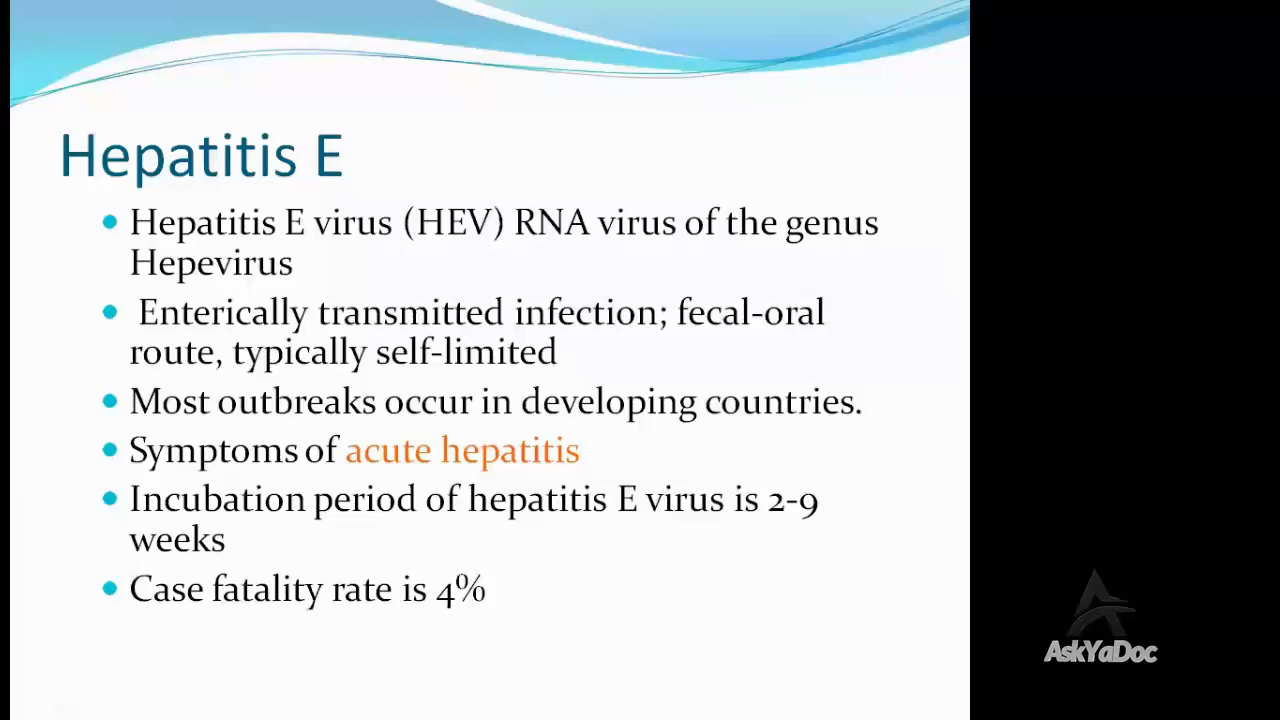 Hepatitis E
• Hepatitis E virus (HEV) RNA virus of the genus
Hepevirus
• Enterically transmitted infection; fecal-oral
route, typically self-limited
• Most outbreaks occur in developing countries.
• Symptoms of acute hepatitis
• Incubation period of hepatitis E virus is 2-9
weeks
• Case fatality rate is 4%
AskYaDoc